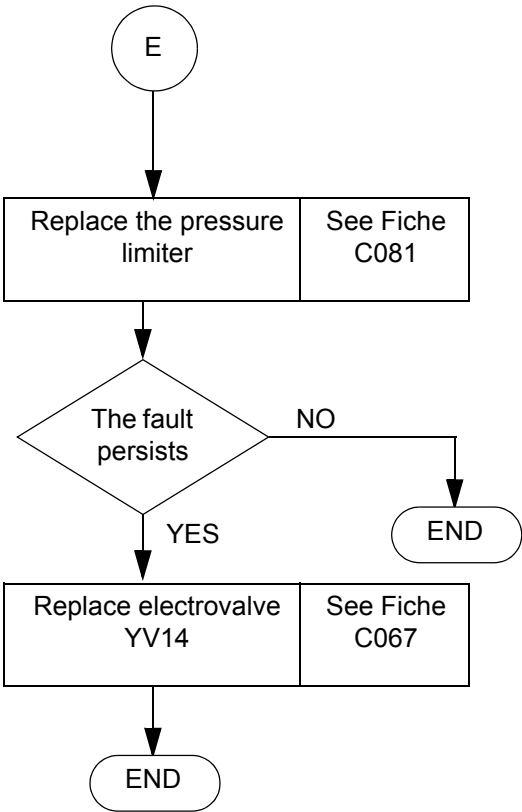 E
Replace the pressure
limiter
See Fiche
C081
The fault
persists
NO
YES
END
Replace electrovalve
YV14
See Fiche
C067
END